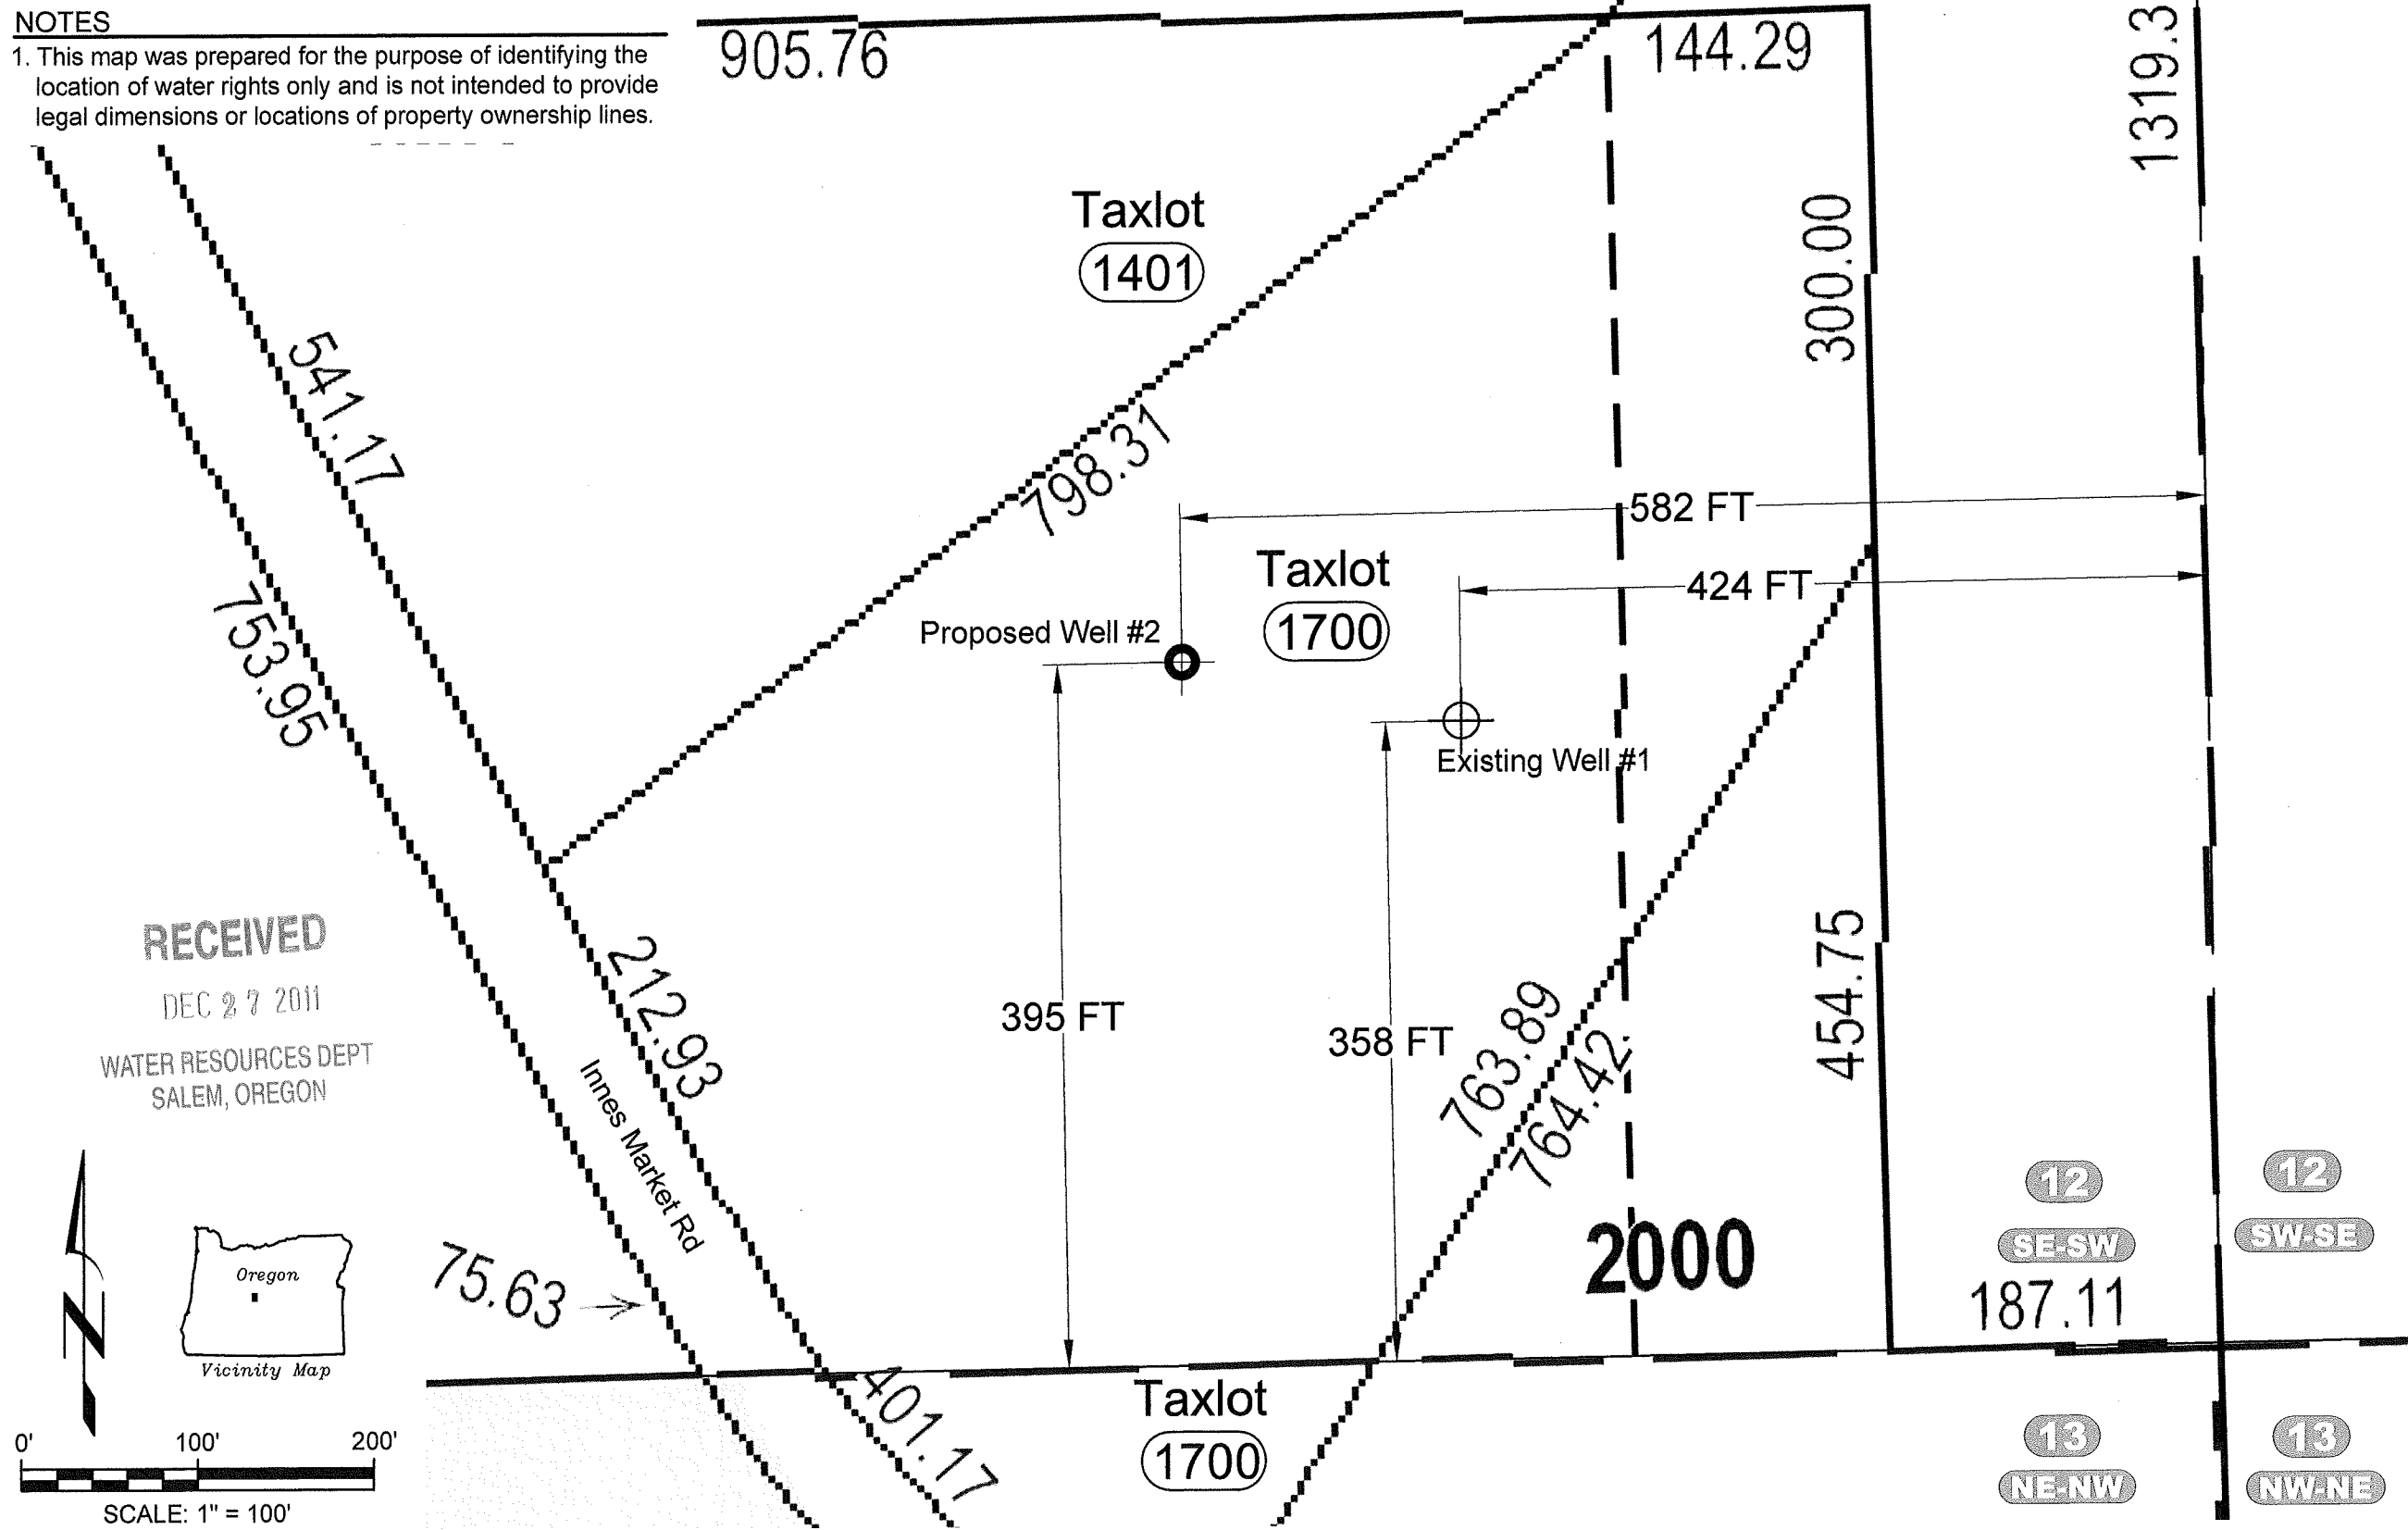 NOTES
1. This map was prepared for the purpose of identifying the
location of water rights only and is not intended to provide
legal dimensions or locations of property ownership lines.
905.76
144.29
1319.3
Taxlot
1401
300.00
541.17
798.31
582 FT
Taxlot
1700
424 FT
Proposed Well #2
753.95
Existing Well #1
RECEIVED
DEC 27 2011
WATER RESOURCES DEPT
SALEM, OREGON
212.93
Innes Market Rd
395 FT
358 FT
763.89
764.42
454.75
12
12
SE-SW
SW-SE
2000
187.11
75.63
N
Oregon
Vicinity Map
401.17
Taxlot
1700
13
13
NE-NW
NW-NE
0'
100'
200'
SCALE: 1" = 100'